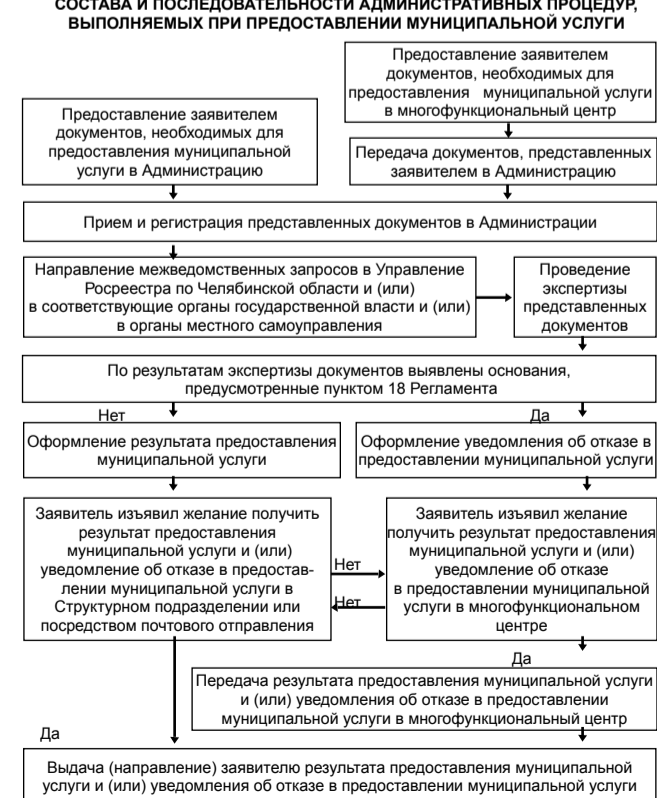 СОСТАВА И ПОСЛЕДОВАТЕЛЬНОСТИ АДМИНИСТРАТИВНЫХ ПРОЦЕДУР,
ВЫПОЛНЯЕМЫХ ПРИ ПРЕДОСТАВЛЕНИИ МУНИЦИПАЛЬНОЙ УСЛУГИ
Предоставление заявителем
документов, необходимых для
предоставления муниципальной услуги
в многофункциональный центр
Предоставление заявителем
документов, необходимых для
предоставления муниципальной
услуги в Администрацию
Передача документов, представленных
заявителем в Администрацию
Прием и регистрация представленных документов в Администрации
Направление межведомственных запросов в Управление
Росреестра по Челябинской области и (или)
в соответствующие органы государственной власти и (или)
в органы местного самоуправления
Проведение
экспертизы
представленных
документов
По результатам экспертизы документов выявлены основания,
предусмотренные пунктом 18 Регламента
Нет
Да
Оформление результата предоставления
муниципальной услуги
Оформление уведомления об отказе в
предоставлении муниципальной услуги
Заявитель изъявил желание получить
результат предоставления
муниципальной услуги и (или)
уведомление об отказе в предостав-
лении муниципальной услуги в
Структурном подразделении или
посредством почтового отправления
Нет
Нет
Заявитель изъявил желание
получить результат предоставления
муниципальной услуги и (или)
уведомление об отказе
в предоставлении муниципальной
услуги в многофункциональном
центре
Да
Передача результата предоставления муниципальной услуги
и (или) уведомления об отказе в предоставлении
муниципальной услуги в многофункциональный центр
Да
Выдача (направление) заявителю результата предоставления муниципальной
услуги и (или) уведомления об отказе в предоставлении муниципальной услуги